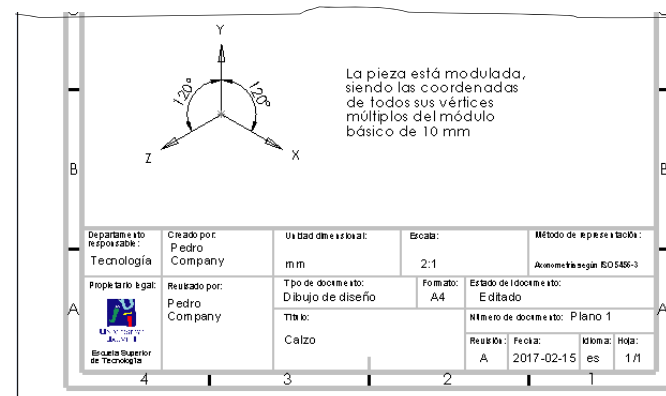 Y
120°
120°
Z
X
La pieza está modulada,
siendo las coordenadas
de todos sus vértices
múltiplos del módulo
básico de 10 mm
B
B
Departamento
responsable:
Tecnología
Creado por:
Pedro
Company
Unidad dimensional:
mm
Escala:
2:1
Método de representación:
Axonometría según ISO 5456-3
Propietario legal:
Escuela Superior
de Tecnología
Revisado por:
Pedro
Company
Tipo de documento:
Dibujo de diseño
Formato:
A4
Estado del documento:
Editado
Título:
Calzo
Número de documento: Plano 1
Revisión:
A
Fecha:
2017-02-15
Idioma:
es
Hoja:
1/1
A
A
4
3
2
1